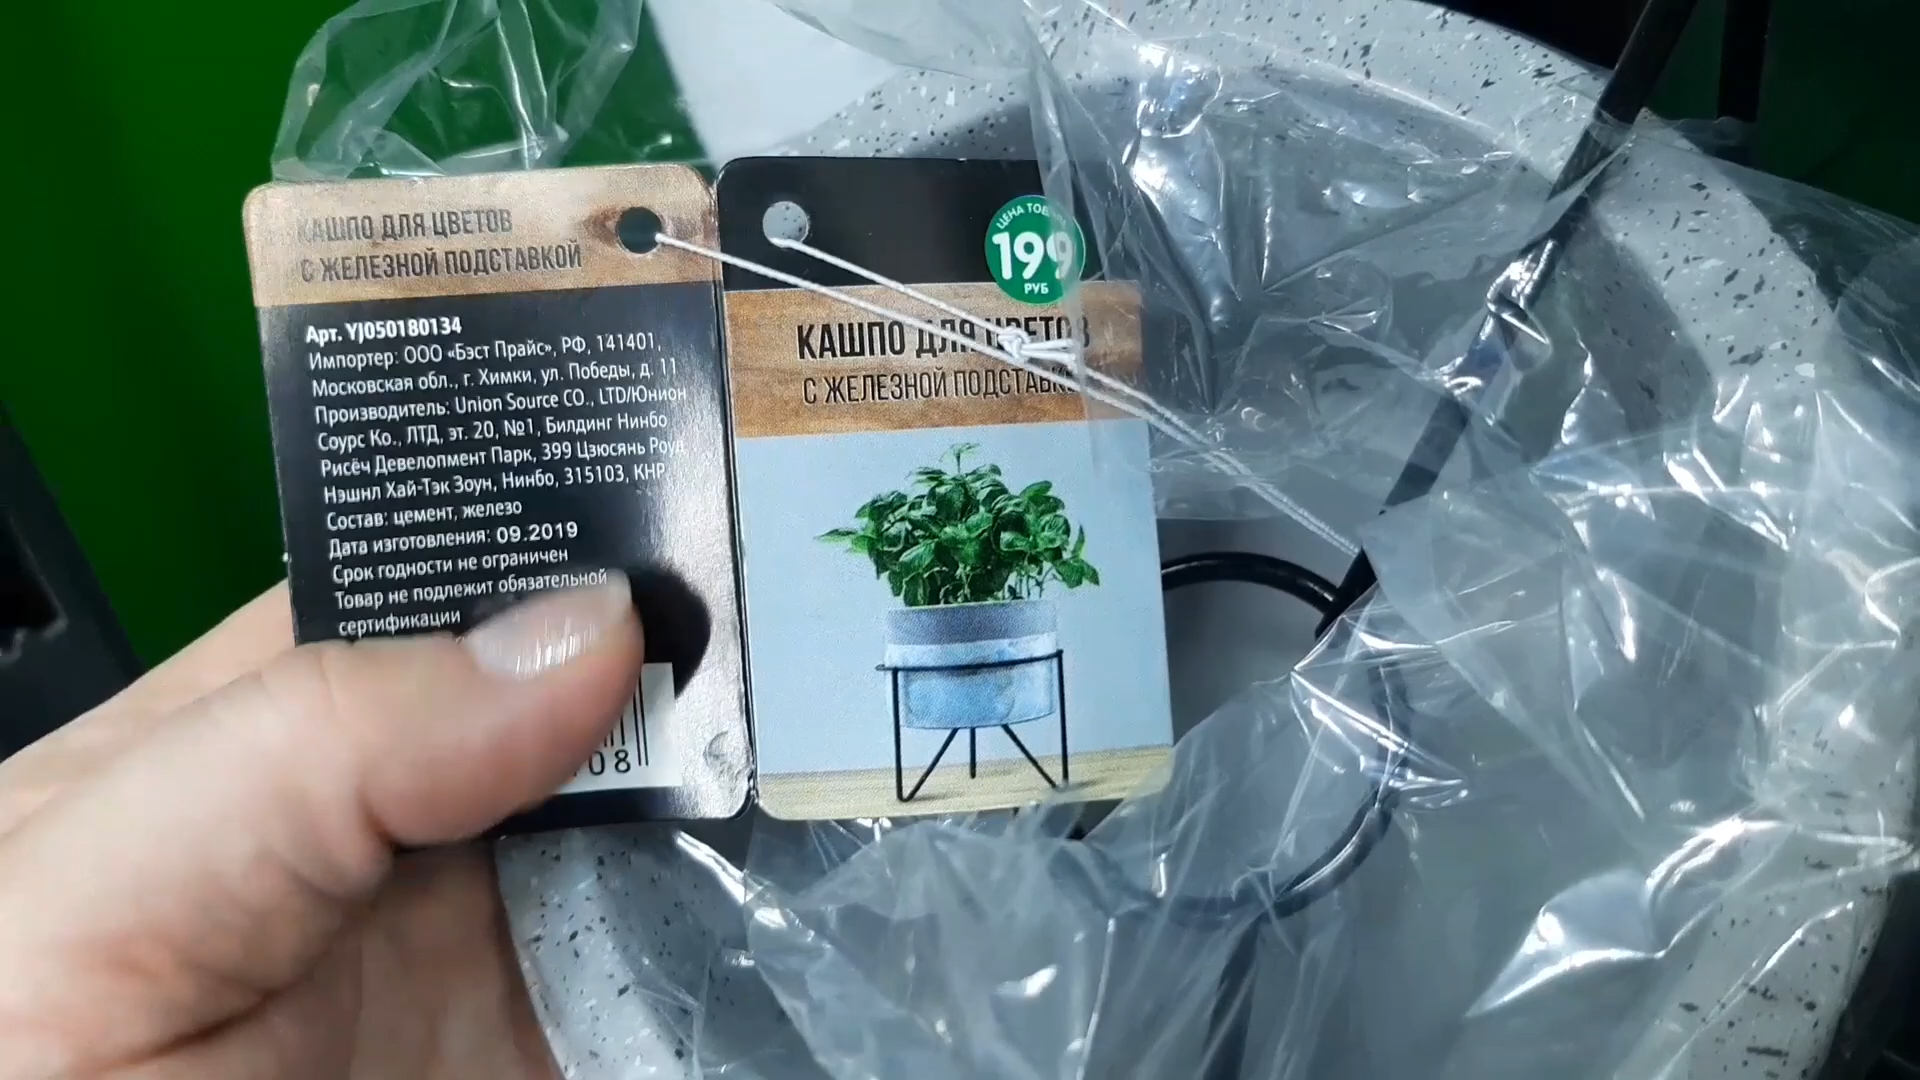 КАШПО ДЛЯ ЦВЕТОВ
С ЖЕЛЕЗНОЙ ПОДСТАВКОЙ
Арт. YJ050180134
Импортер: ООО «Бэст Прайс», РФ, 141401,
Московская обл., г. Химки, ул. Победы, д. 11
Производитель: Union Source CO., LTD/Юнион
Соурс Ко., ЛТД, эт. 20, №1, Билдинг Нинбо
Рисёч Девелопмент Парк, 399 Цзюсянь Роуд
Нэшнл Хай-Тэк Зоун, Нинбо, 315103, КНР
Состав: цемент, железо
Дата изготовления: 09.2019
Срок годности не ограничен
Товар не подлежит обязательной
сертификации
08
ЦЕНА ТОВАРА
199
РУБ
КАШПО ДЛЯ ЦВЕТОВ
С ЖЕЛЕЗНОЙ ПОДСТАВКОЙ